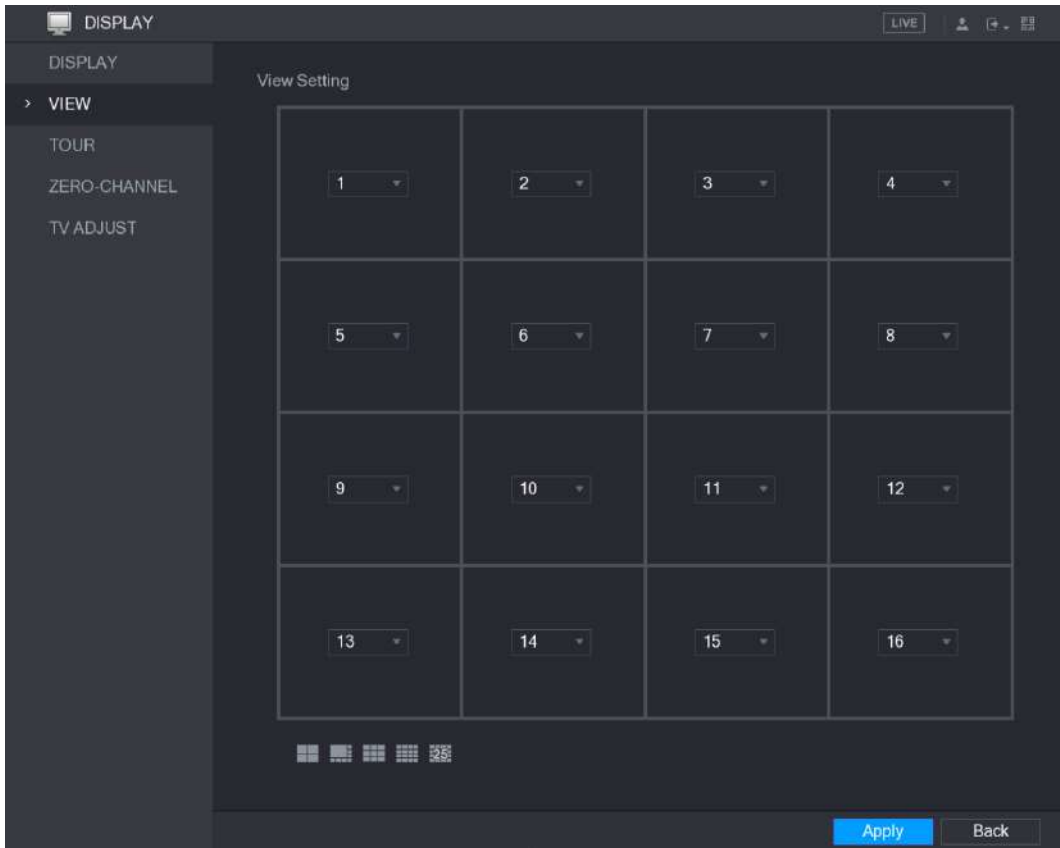 DISPLAY
LIVE
DISPLAY
VIEW
TOUR
ZERO-CHANNEL
TV ADJUST
View Setting
1 2 3 4
5 6 7 8
9 10 11 12
13 14 15 16
25
Apply Back